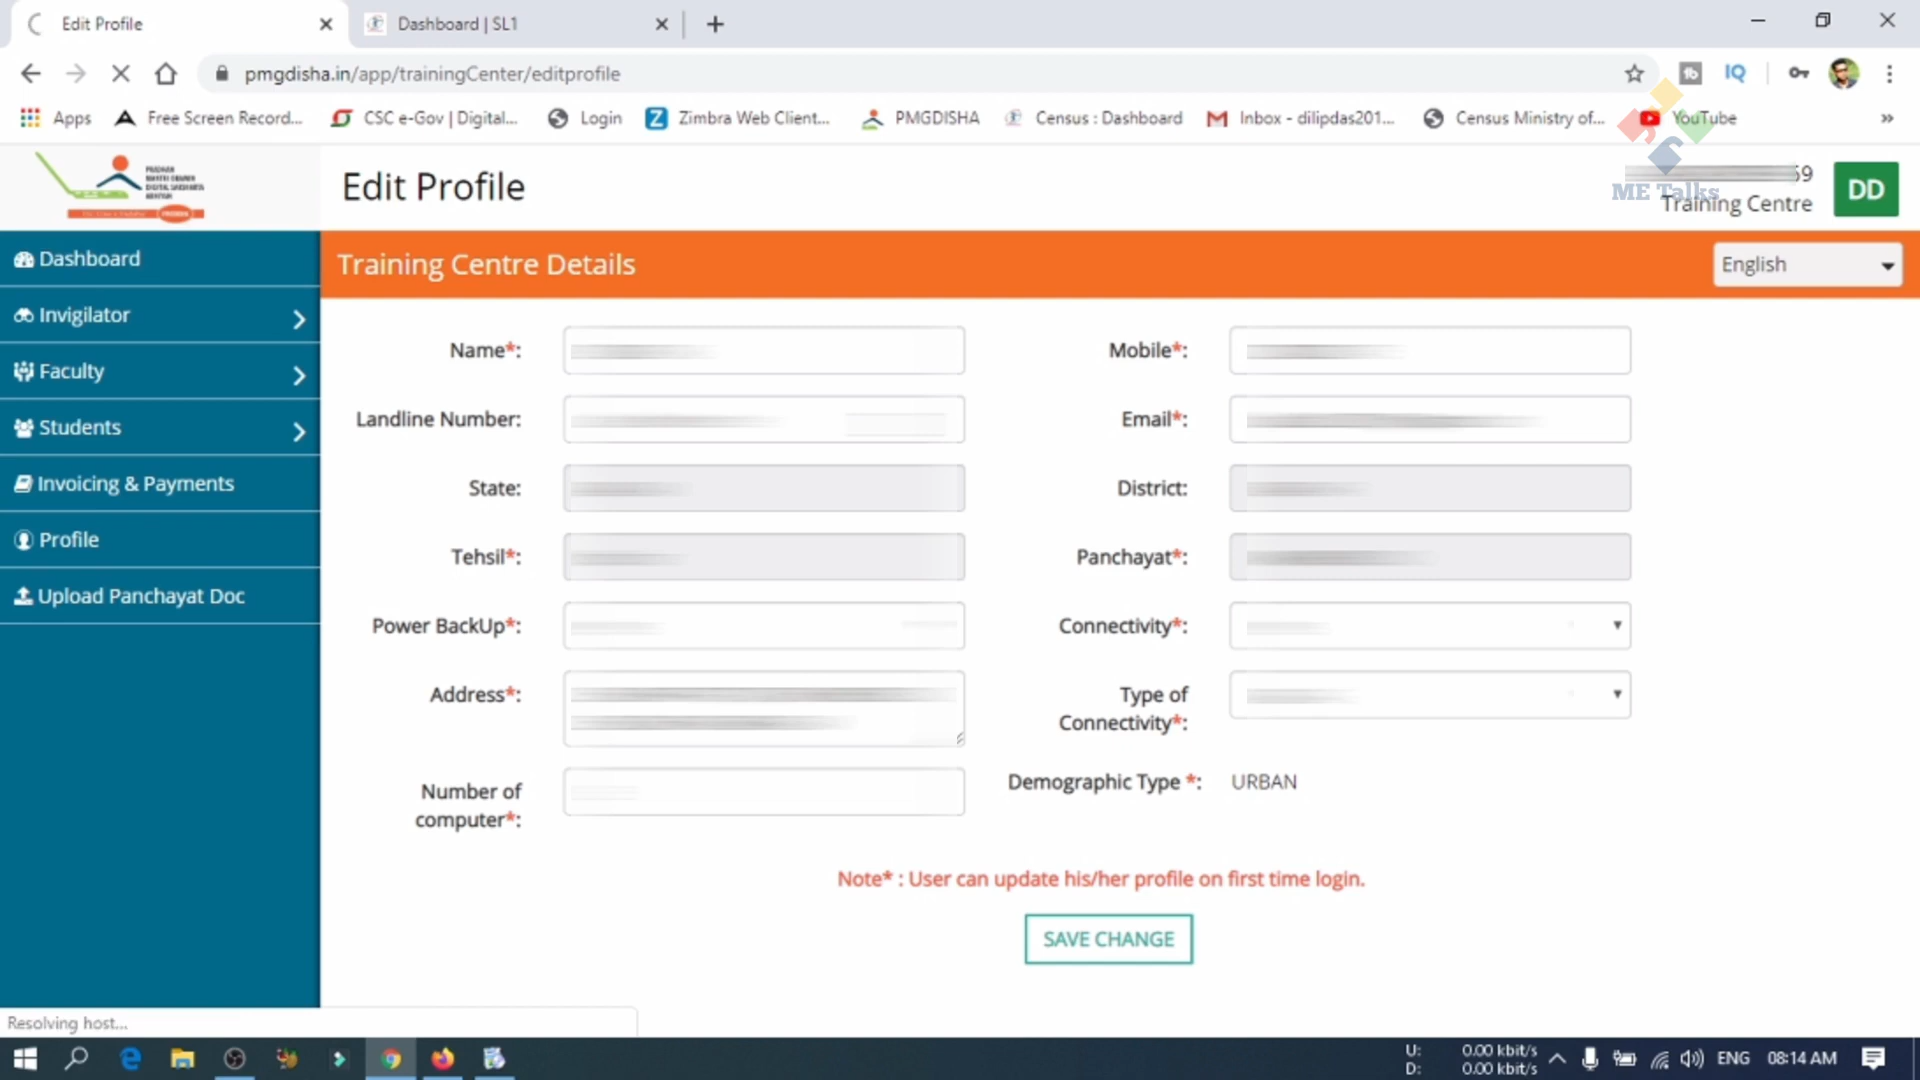 Edit Profile
Dashboard | SL1
pmgdisha.in/app/trainingCenter/editprofile
Apps
Free Screen Record...
CSC e-Gov | Digital...
Login
Zimbra Web Client...
PMGDISHA
Census : Dashboard
Inbox - dilipdas201...
Census Ministry of...
YouTube
»
Edit Profile
69
ME Talks
Training Centre
DD
Dashboard
Invigilator
Faculty
Students
Invoicing & Payments
Profile
Upload Panchayat Doc
Training Centre Details
English
Name*:
Mobile*:
Landline Number:
Email*:
State:
District:
Tehsil*:
Panchayat*:
Power BackUp*:
Connectivity*:
Address*:
Type of
Connectivity*:
Number of
computer*:
Demographic Type *: URBAN
Note* : User can update his/her profile on first time login.
SAVE CHANGE
Resolving host...
U: 0.00 kbit/s
D: 0.00 kbit/s
ENG
08:14 AM